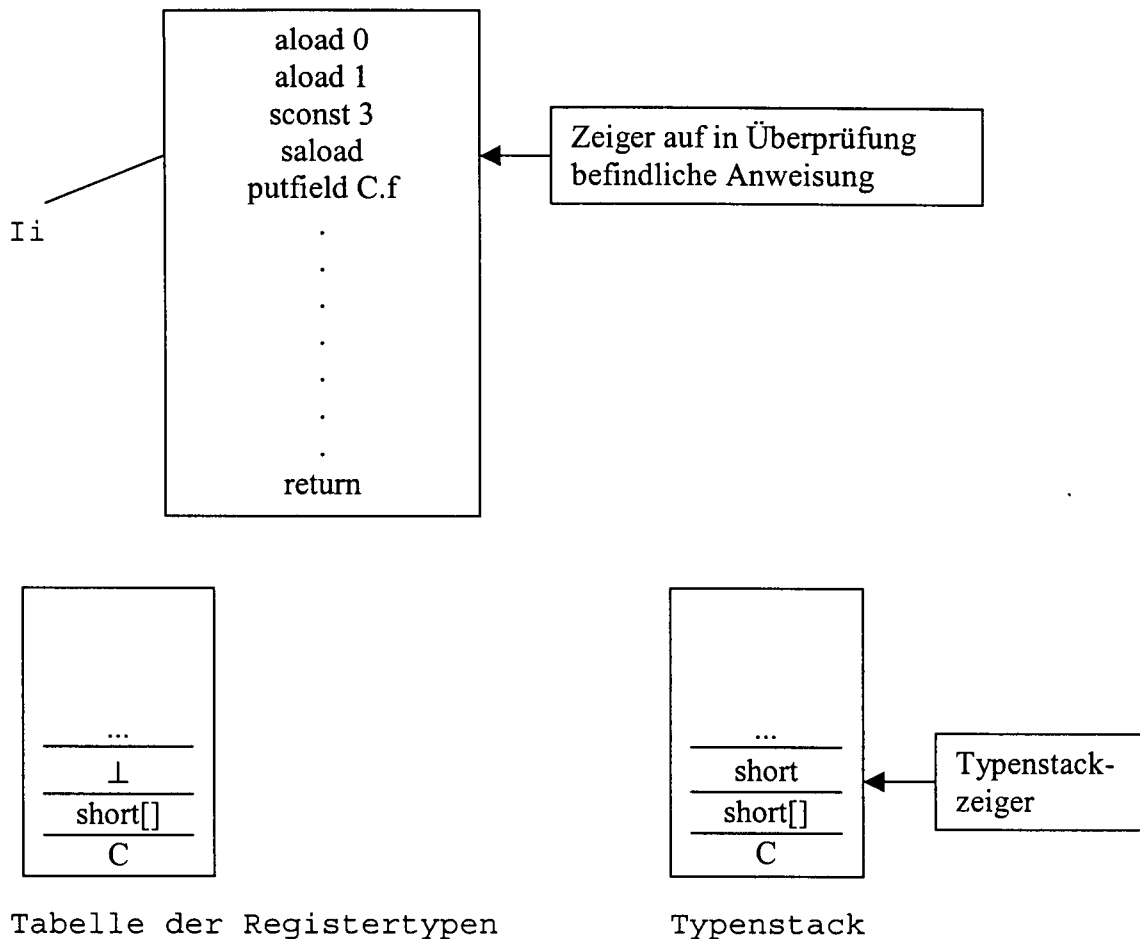 aload 0
aload 1
sconst 3
saload
putfield C.f
.
.
.
.
.
.
return
Zeiger auf in Überprüfung
befindliche Anweisung
Ii
...
⊥
short[]
C
Tabelle der Registertypen
...
short
short[]
C
Typenstack-
zeiger
Typenstack